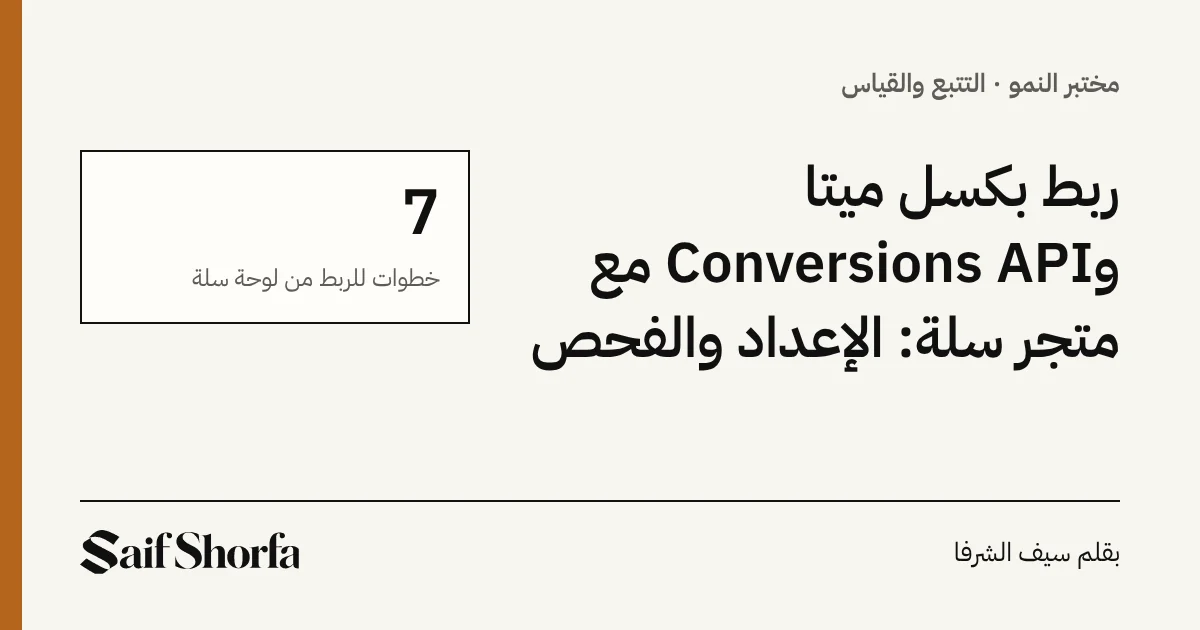 مختبر النمو · التتبع والقياس
ربط بكسل ميتا
وConversions API مع
متجر سلة: الإعداد والفحص
7
خطوات للربط من لوحة سلة
بقلم سيف الشرفا
Saif Shorfa